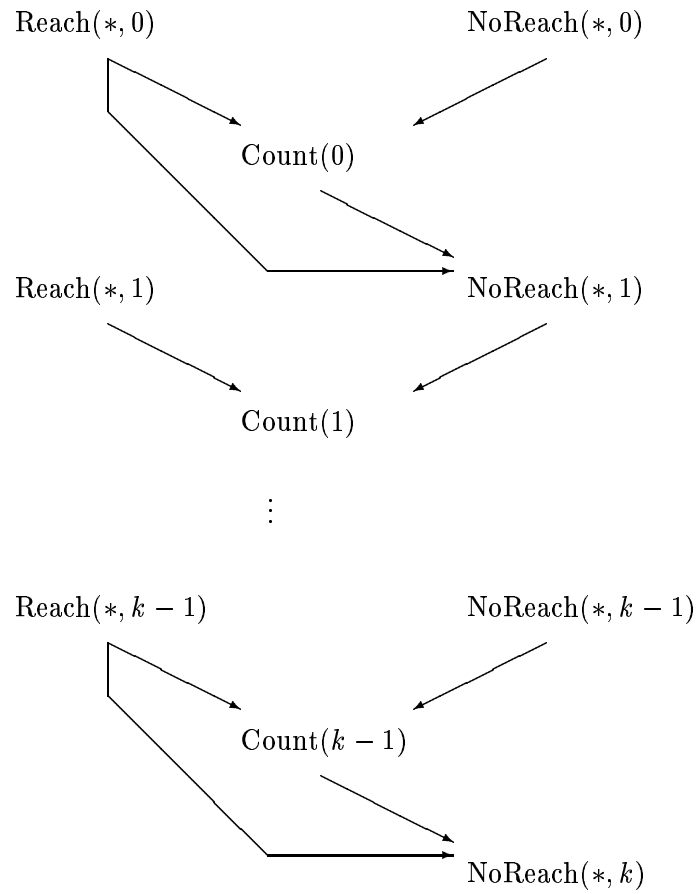 Reach(∗, 0) NoReach(∗, 0)
Count(0)
Reach(∗, 1) NoReach(∗, 1)
Count(1)
⋮
Reach(∗, k − 1) NoReach(∗, k − 1)
Count(k − 1)
NoReach(∗, k)